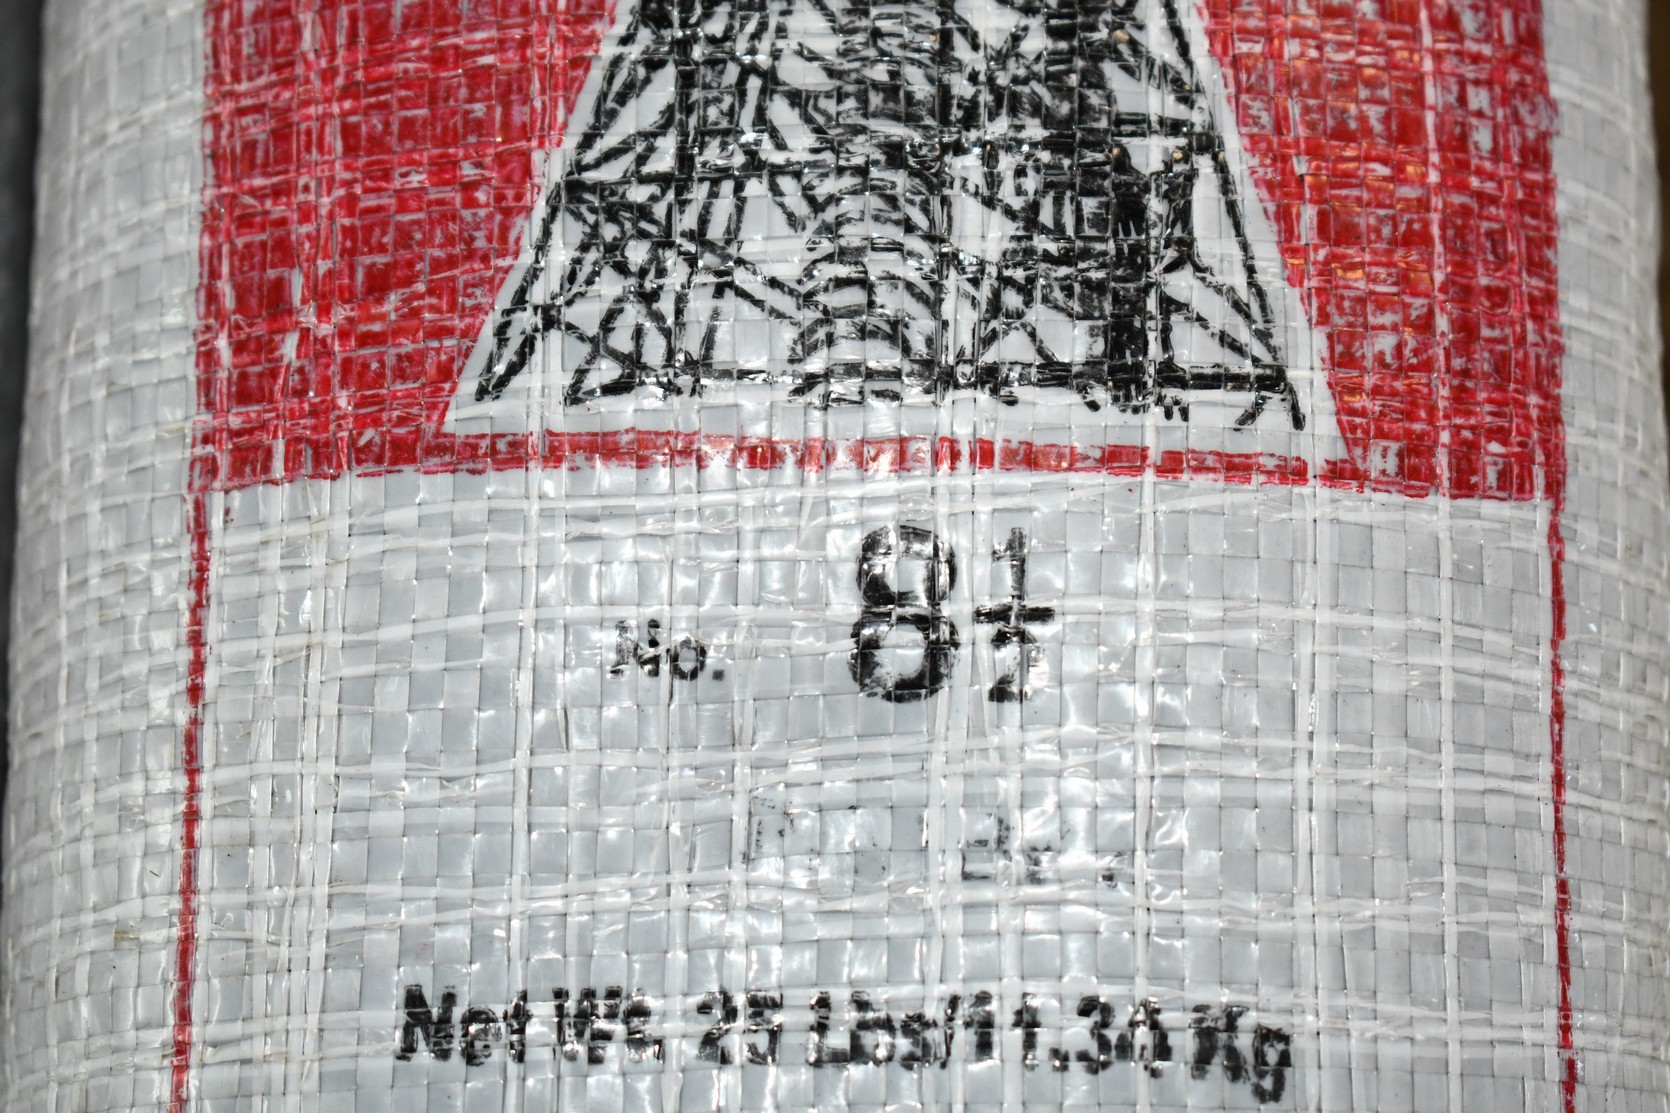 No. 8½
Net Wt. 25 Lbs/11.34 Kg